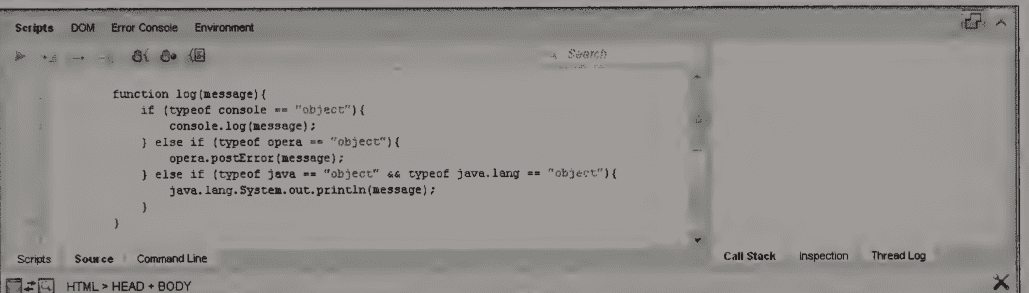 Scripts DOM Error Console Environment
Search
function log(message){
if (typeof console == "object"){
console.log(message);
} else if (typeof opera == "object"){
opera.postError(message);
} else if (typeof java == "object" && typeof java.lang == "object"){
java.lang.System.out.println(message);
}
}
Scripts Source Command Line
Call Stack Inspection Thread Log
HTML > HEAD + BODY